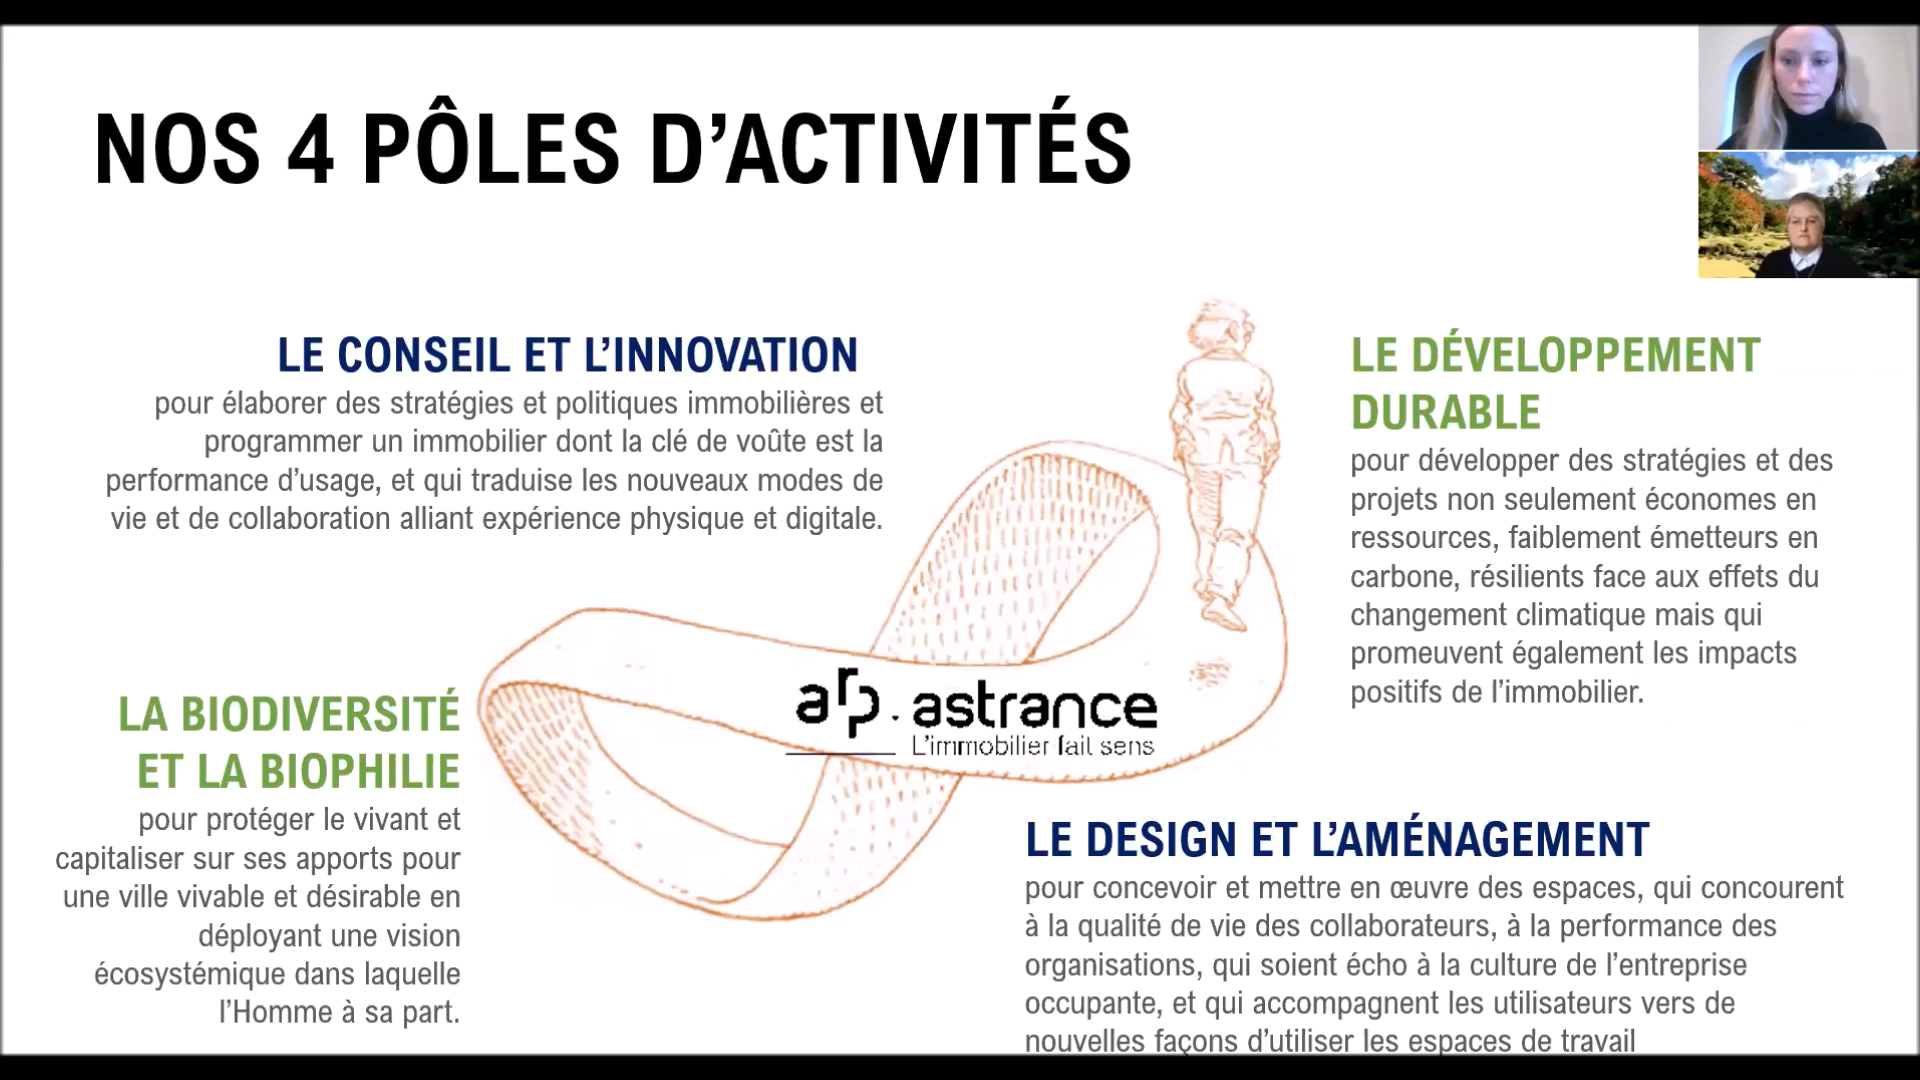 NOS 4 PÔLES D’ACTIVITÉS
LE CONSEIL ET L’INNOVATION
pour élaborer des stratégies et politiques immobilières et
programmer un immobilier dont la clé de voûte est la
performance d’usage, et qui traduise les nouveaux modes de
vie et de collaboration alliant expérience physique et digitale.
LE DÉVELOPPEMENT
DURABLE
pour développer des stratégies et des
projets non seulement économes en
ressources, faiblement émetteurs en
carbone, résilients face aux effets du
changement climatique mais qui
promeuvent également les impacts
positifs de l’immobilier.
arp. astrance
L’immobilier fait sens
LA BIODIVERSITÉ
ET LA BIOPHILIE
pour protéger le vivant et
capitaliser sur ses apports pour
une ville vivable et désirable en
déployant une vision
écosystémique dans laquelle
l’Homme à sa part.
LE DESIGN ET L’AMÉNAGEMENT
pour concevoir et mettre en œuvre des espaces, qui concourent
à la qualité de vie des collaborateurs, à la performance des
organisations, qui soient écho à la culture de l’entreprise
occupante, et qui accompagnent les utilisateurs vers de
nouvelles façons d’utiliser les espaces de travail